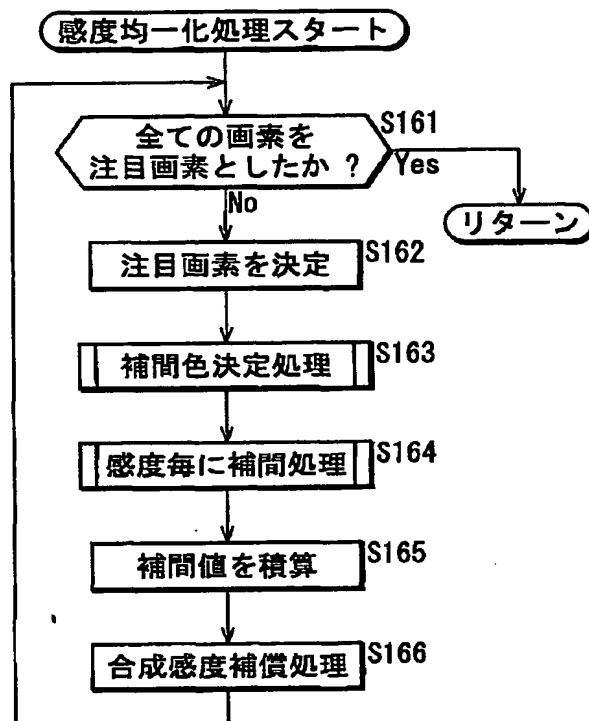 感度均一化処理スタート
全ての画素を
注目画素としたか ?
S161
Yes
No
リターン
注目画素を決定
S162
補間色決定処理
S163
感度毎に補間処理
S164
補間値を積算
S165
合成感度補償処理
S166